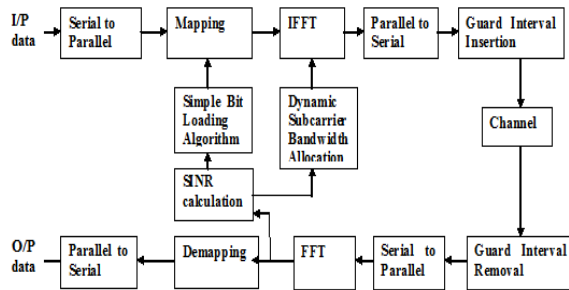 I/P
data
Serial to
Parallel
Mapping
IFFT
Parallel to
Serial
Guard Interval
Insertion
Simple Bit
Loading
Algorithm
Dynamic
Subcarrier
Bandwidth
Allocation
Channel
SINR
calculation
O/P
data
Parallel to
Serial
Demapping
FFT
Serial to
Parallel
Guard Interval
Removal